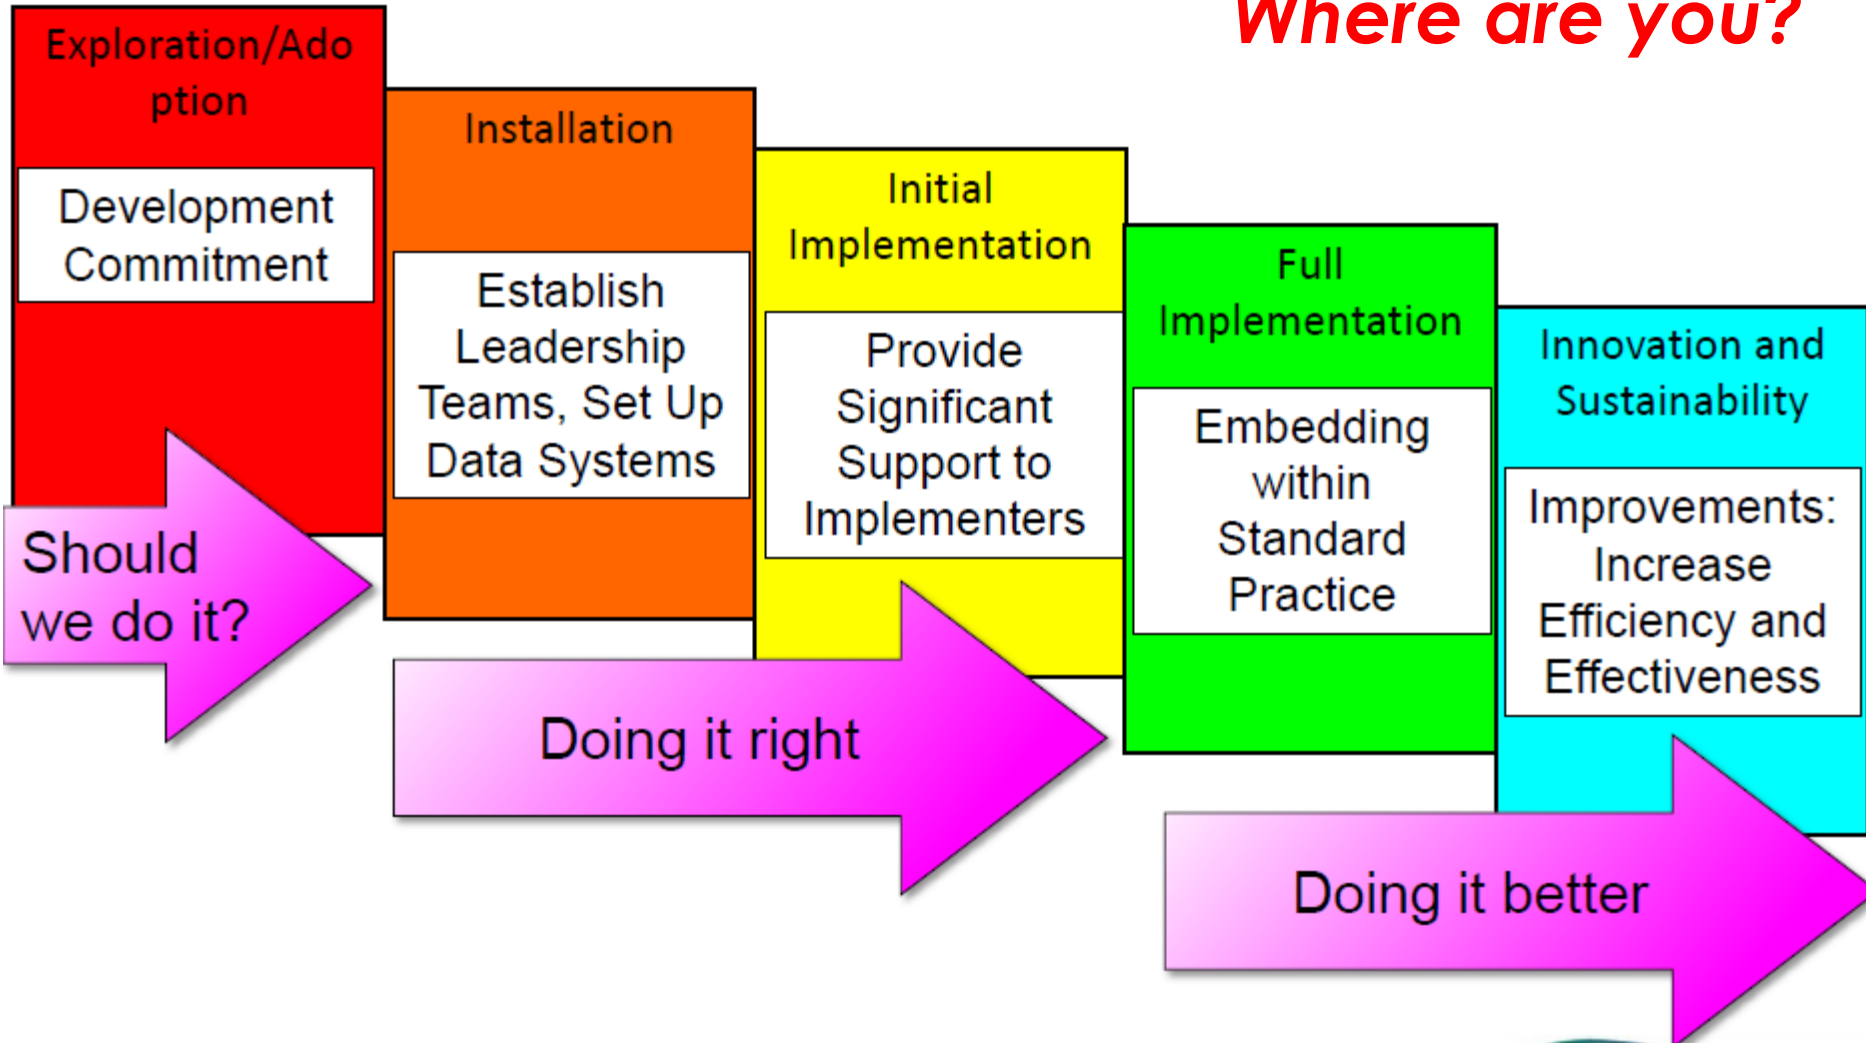 Where are you?
Exploration/Ado
ption
Development
Commitment
Should
we do it?
Installation
Establish
Leadership
Teams, Set Up
Data Systems
Initial
Implementation
Provide
Significant
Support to
Implementers
Doing it right
Full
Implementation
Embedding
within
Standard
Practice
Innovation and
Sustainability
Improvements:
Increase
Efficiency and
Effectiveness
Doing it better